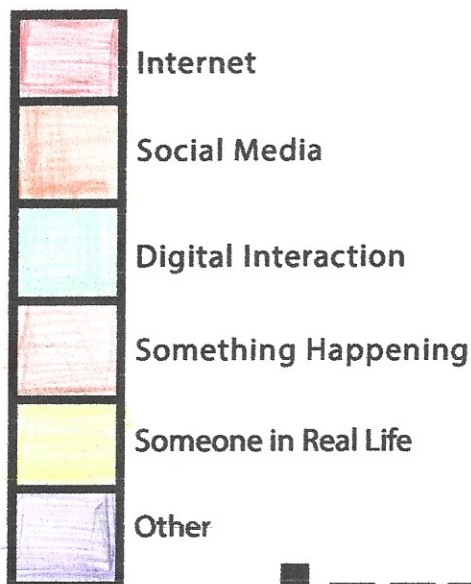 Internet
Social Media
Digital Interaction
Something Happening
Someone in Real Life
Other